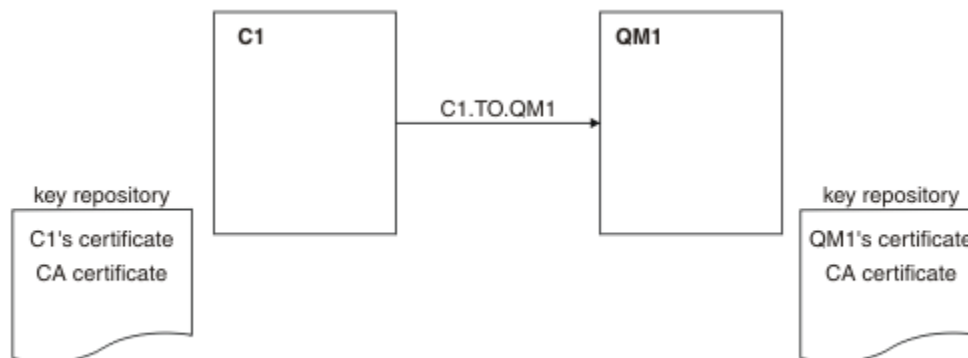 C1
QM1
C1.TO.QM1
key repository
C1's certificate
CA certificate
key repository
QM1's certificate
CA certificate